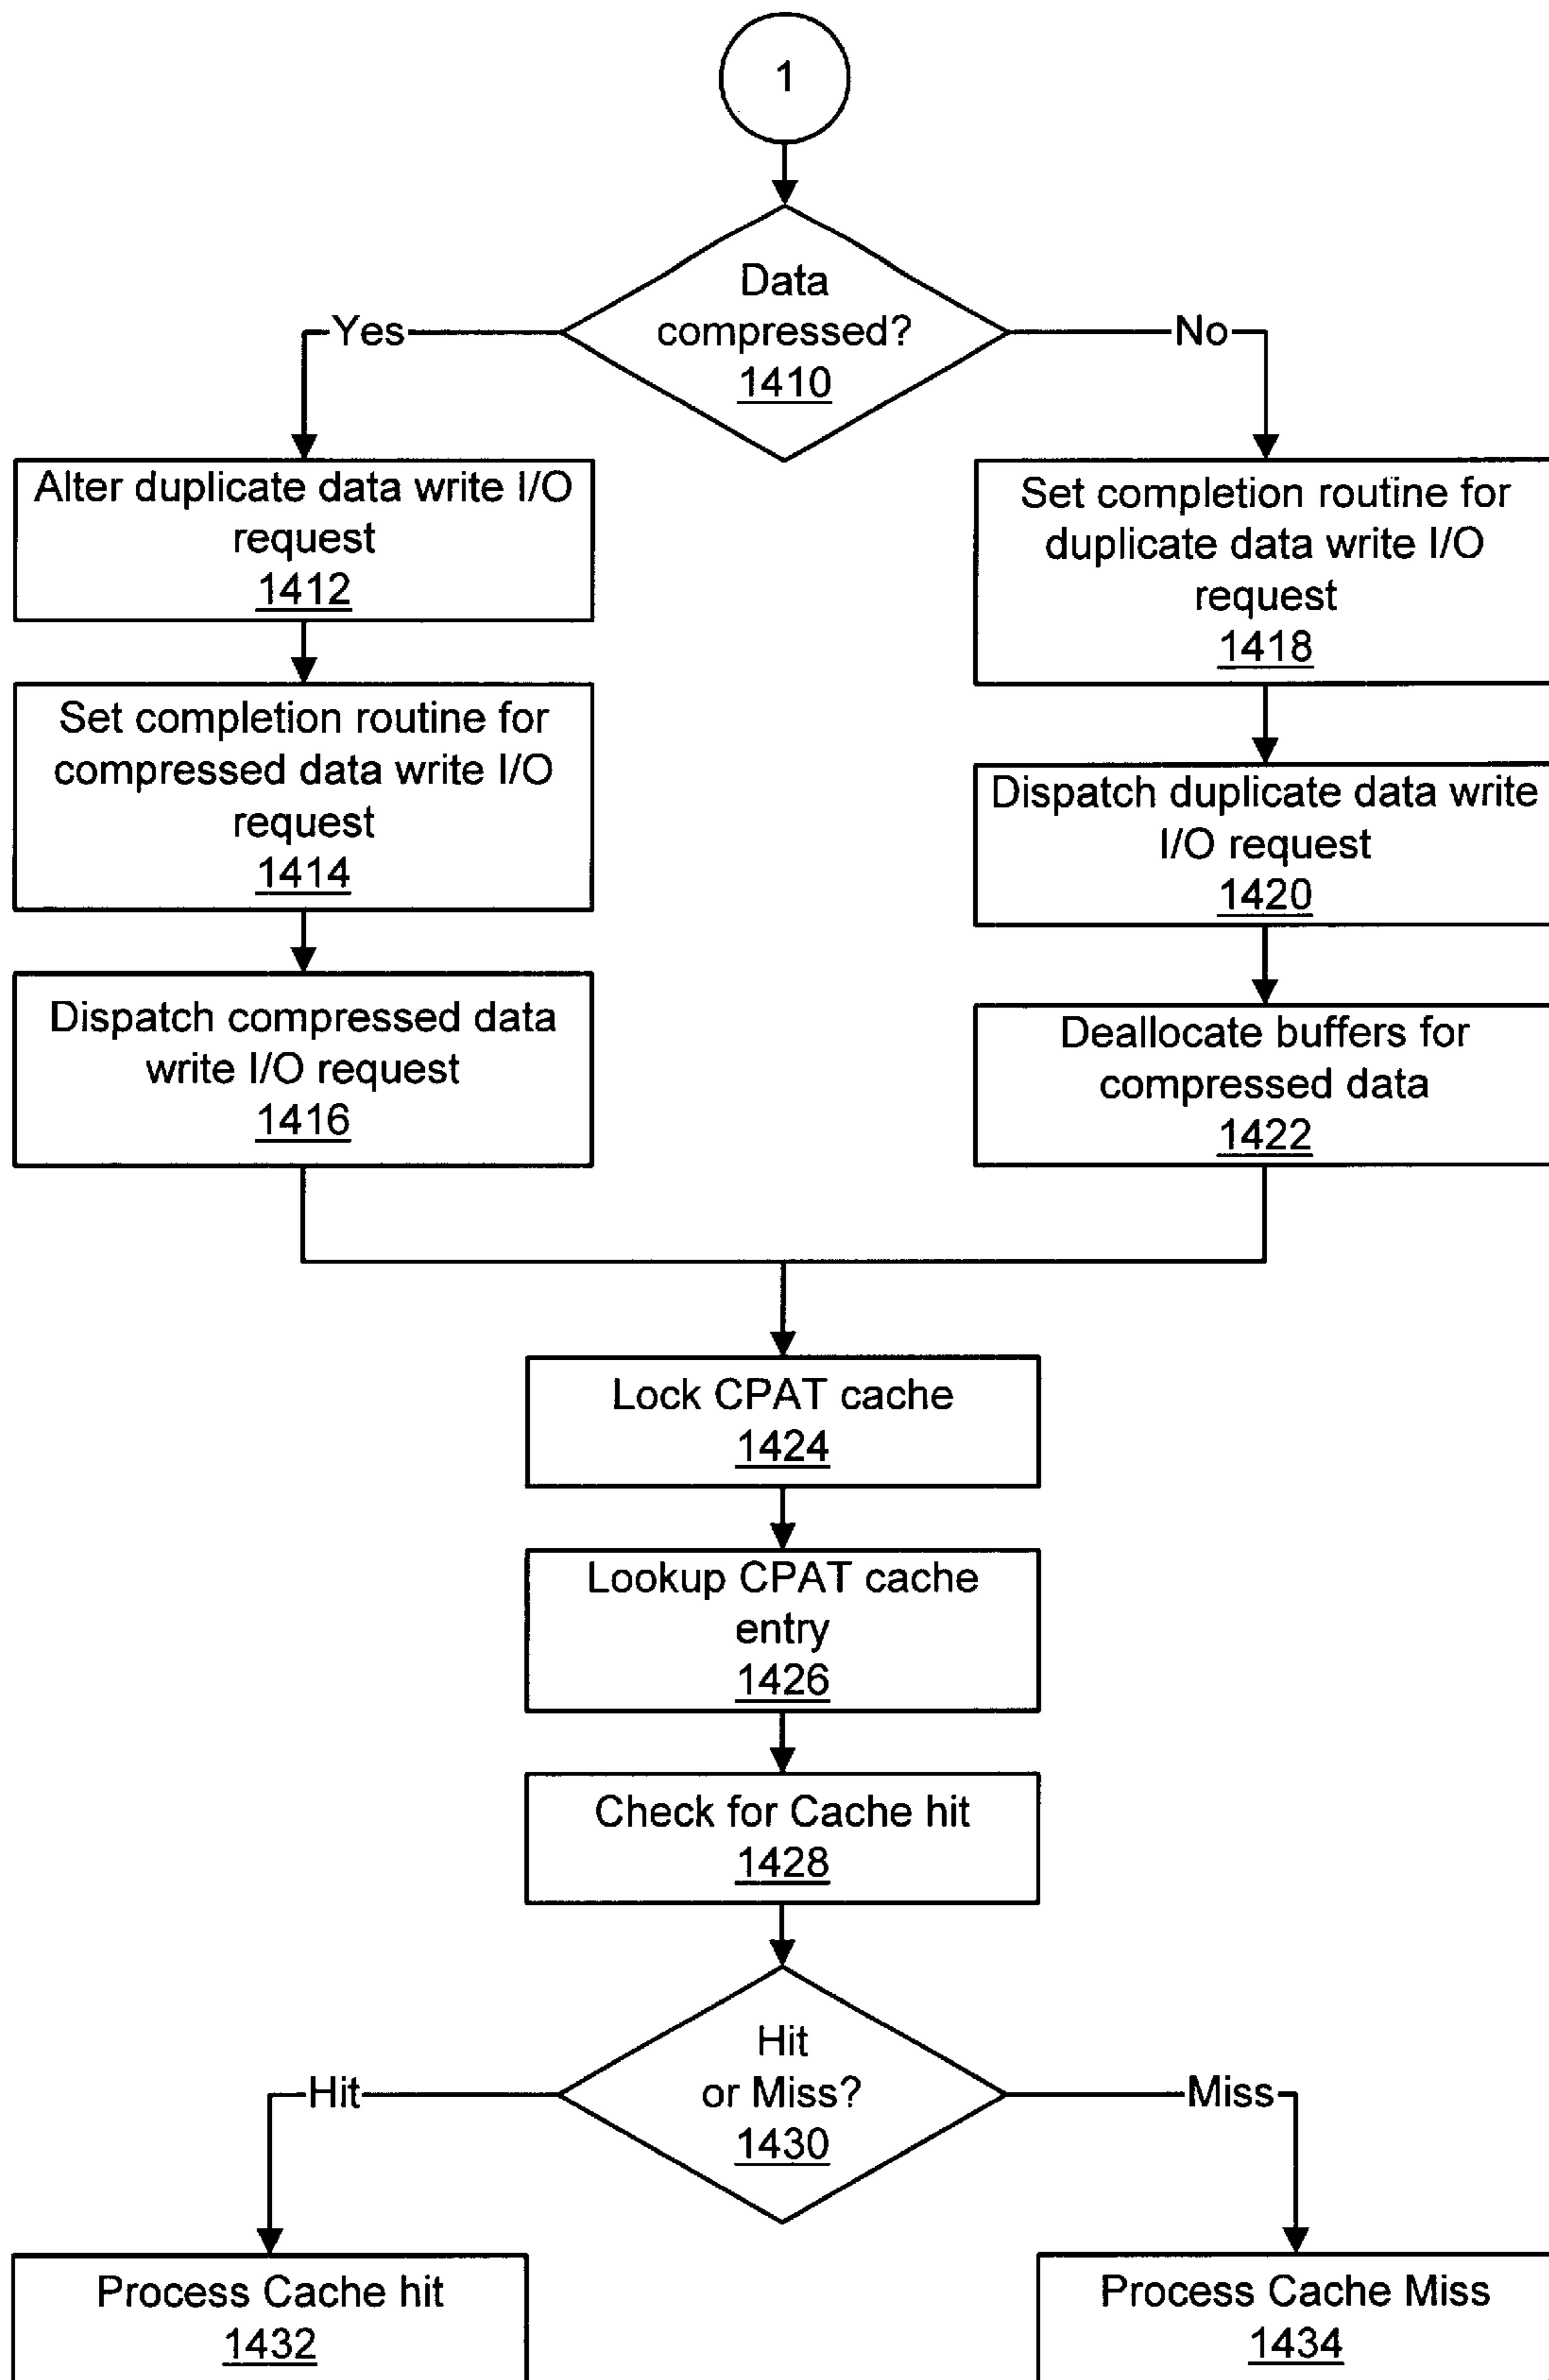 1
Data
compressed?
1410
Yes
No
Alter duplicate data write I/O
request
1412
Set completion routine for
compressed data write I/O
request
1414
Dispatch compressed data
write I/O request
1416
Set completion routine for
duplicate data write I/O
request
1418
Dispatch duplicate data write
I/O request
1420
Deallocate buffers for
compressed data
1422
Lock CPAT cache
1424
Lookup CPAT cache
entry
1426
Check for Cache hit
1428
Hit
or Miss?
1430
Hit
Miss
Process Cache hit
1432
Process Cache Miss
1434